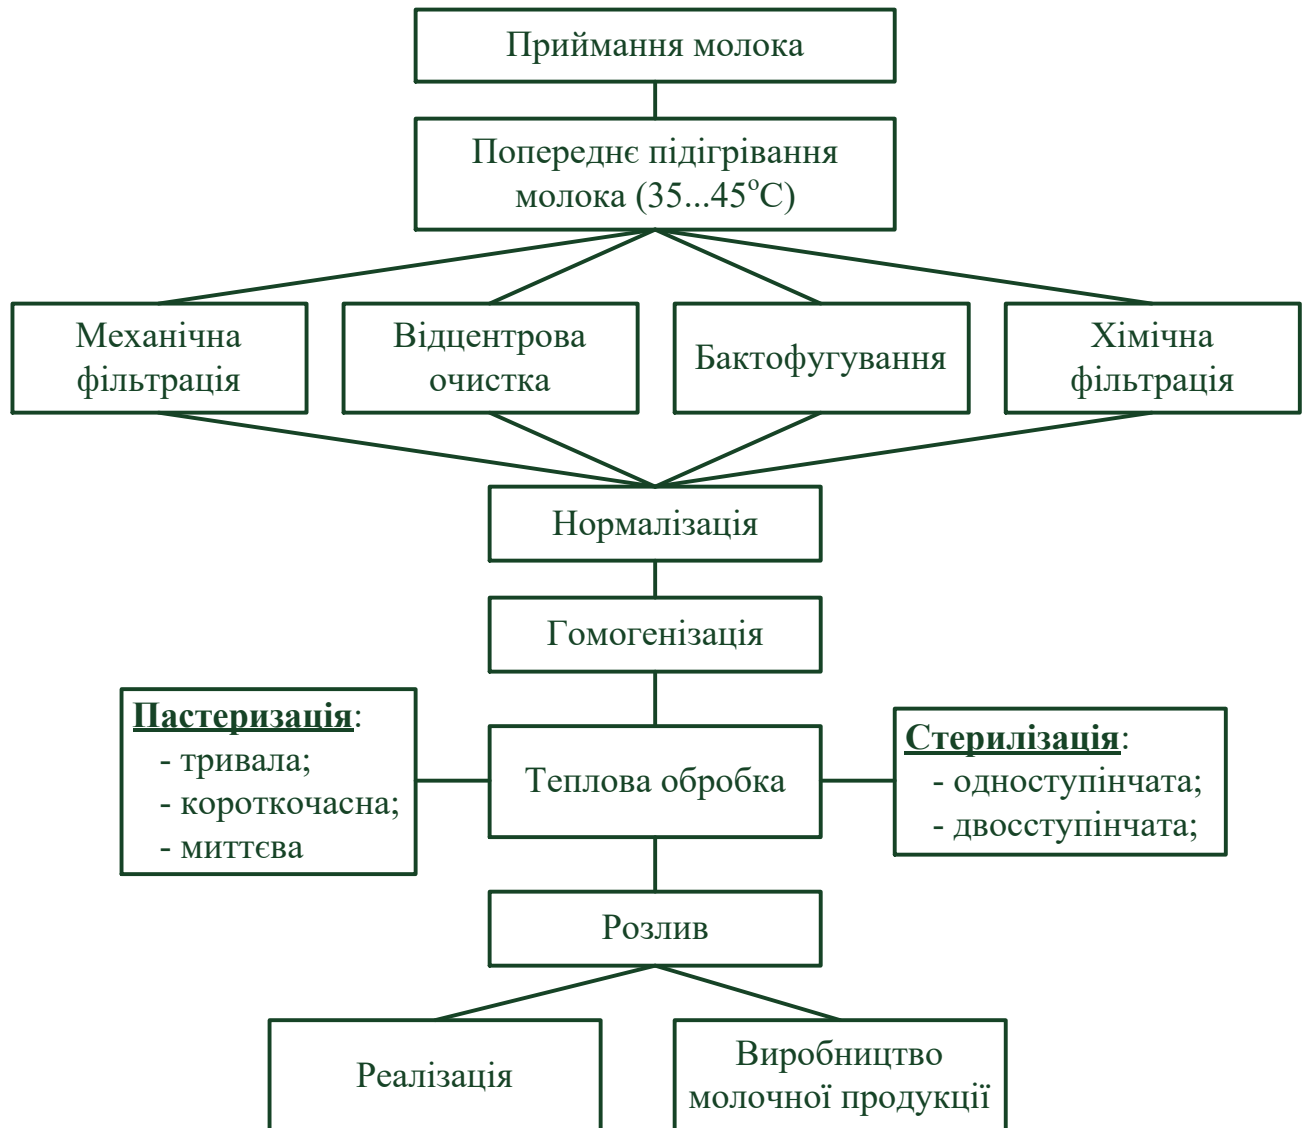 Приймання молока
Попереднє підігрівання
молока (35...45°С)
Механічна
фільтрація
Відцентрова
очистка
Бактофугування
Хімічна
фільтрація
Нормалізація
Гомогенізація
Пастеризація:
- тривала;
- короткочасна;
- миттєва
Теплова обробка
Стерилізація:
- одноступінчата;
- двосступінчата;
Розлив
Реалізація
Виробництво
молочної продукції